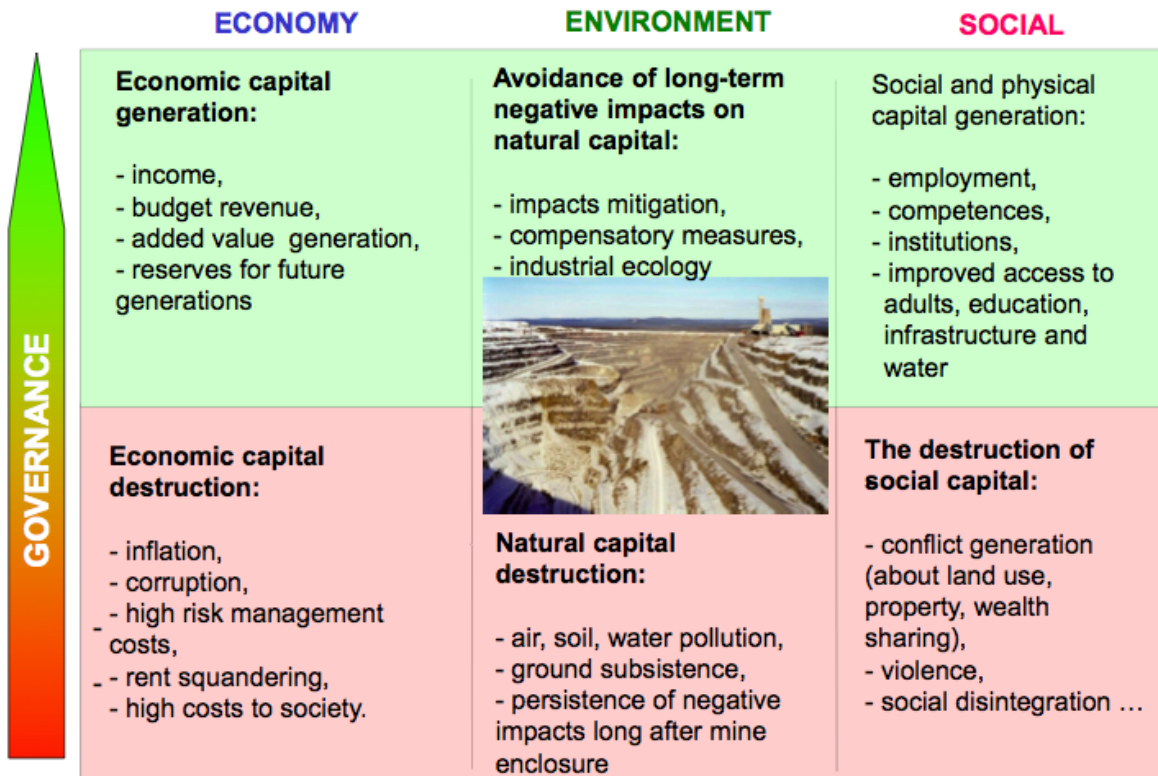 ECONOMY
ENVIRONMENT
SOCIAL
GOVERNANCE
Economic capital
generation:
- income,
- budget revenue,
- added value generation,
- reserves for future
generations
Avoidance of long-term
negative impacts on
natural capital:
- impacts mitigation,
- compensatory measures,
- industrial ecology
Social and physical
capital generation:
- employment,
- competences,
- institutions,
- improved access to
adults, education,
infrastructure and
water
Economic capital
destruction:
- inflation,
- corruption,
- - high risk management
costs,
- - rent squandering,
- high costs to society.
Natural capital
destruction:
- air, soil, water pollution,
- ground subsistence,
- persistence of negative
impacts long after mine
enclosure
The destruction of
social capital:
- conflict generation
(about land use,
property, wealth
sharing),
- violence,
- social disintegration …